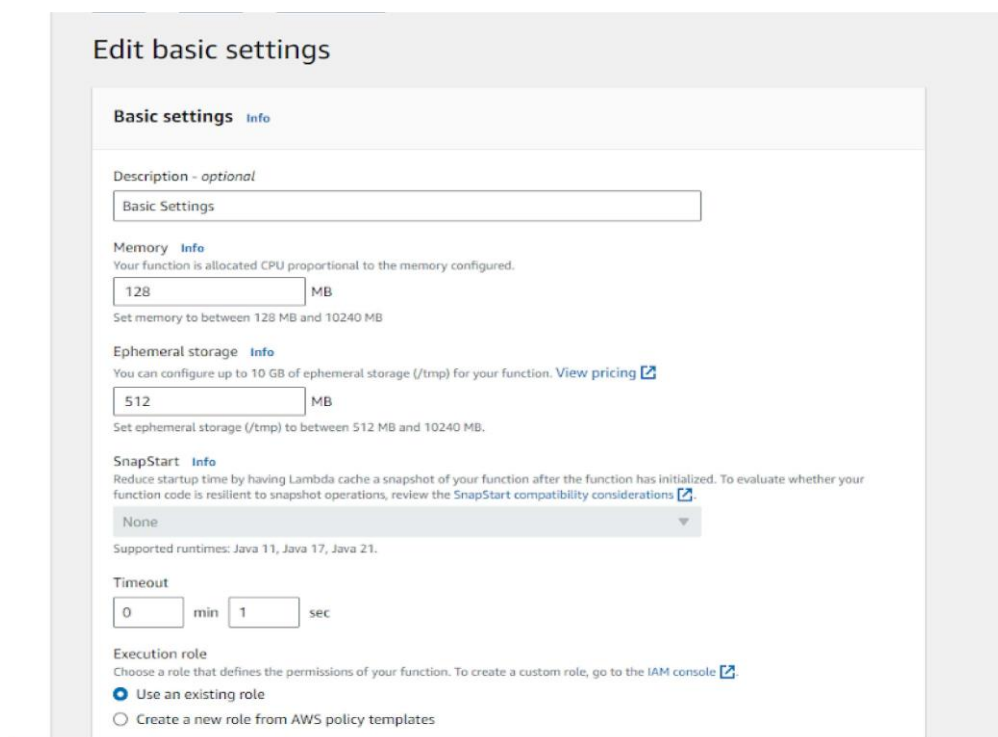 Edit basic settings
Basic settings Info
Description - optional
Basic Settings
Memory Info
Your function is allocated CPU proportional to the memory configured.
128 MB
Set memory to between 128 MB and 10240 MB
Ephemeral storage Info
You can configure up to 10 GB of ephemeral storage (/tmp) for your function. View pricing
512 MB
Set ephemeral storage (/tmp) to between 512 MB and 10240 MB.
SnapStart Info
Reduce startup time by having Lambda cache a snapshot of your function after the function has initialized. To evaluate whether your
function code is resilient to snapshot operations, review the SnapStart compatibility considerations.
None
Supported runtimes: Java 11, Java 17, Java 21.
Timeout
0 min 1 sec
Execution role
Choose a role that defines the permissions of your function. To create a custom role, go to the IAM console.
Use an existing role
Create a new role from AWS policy templates